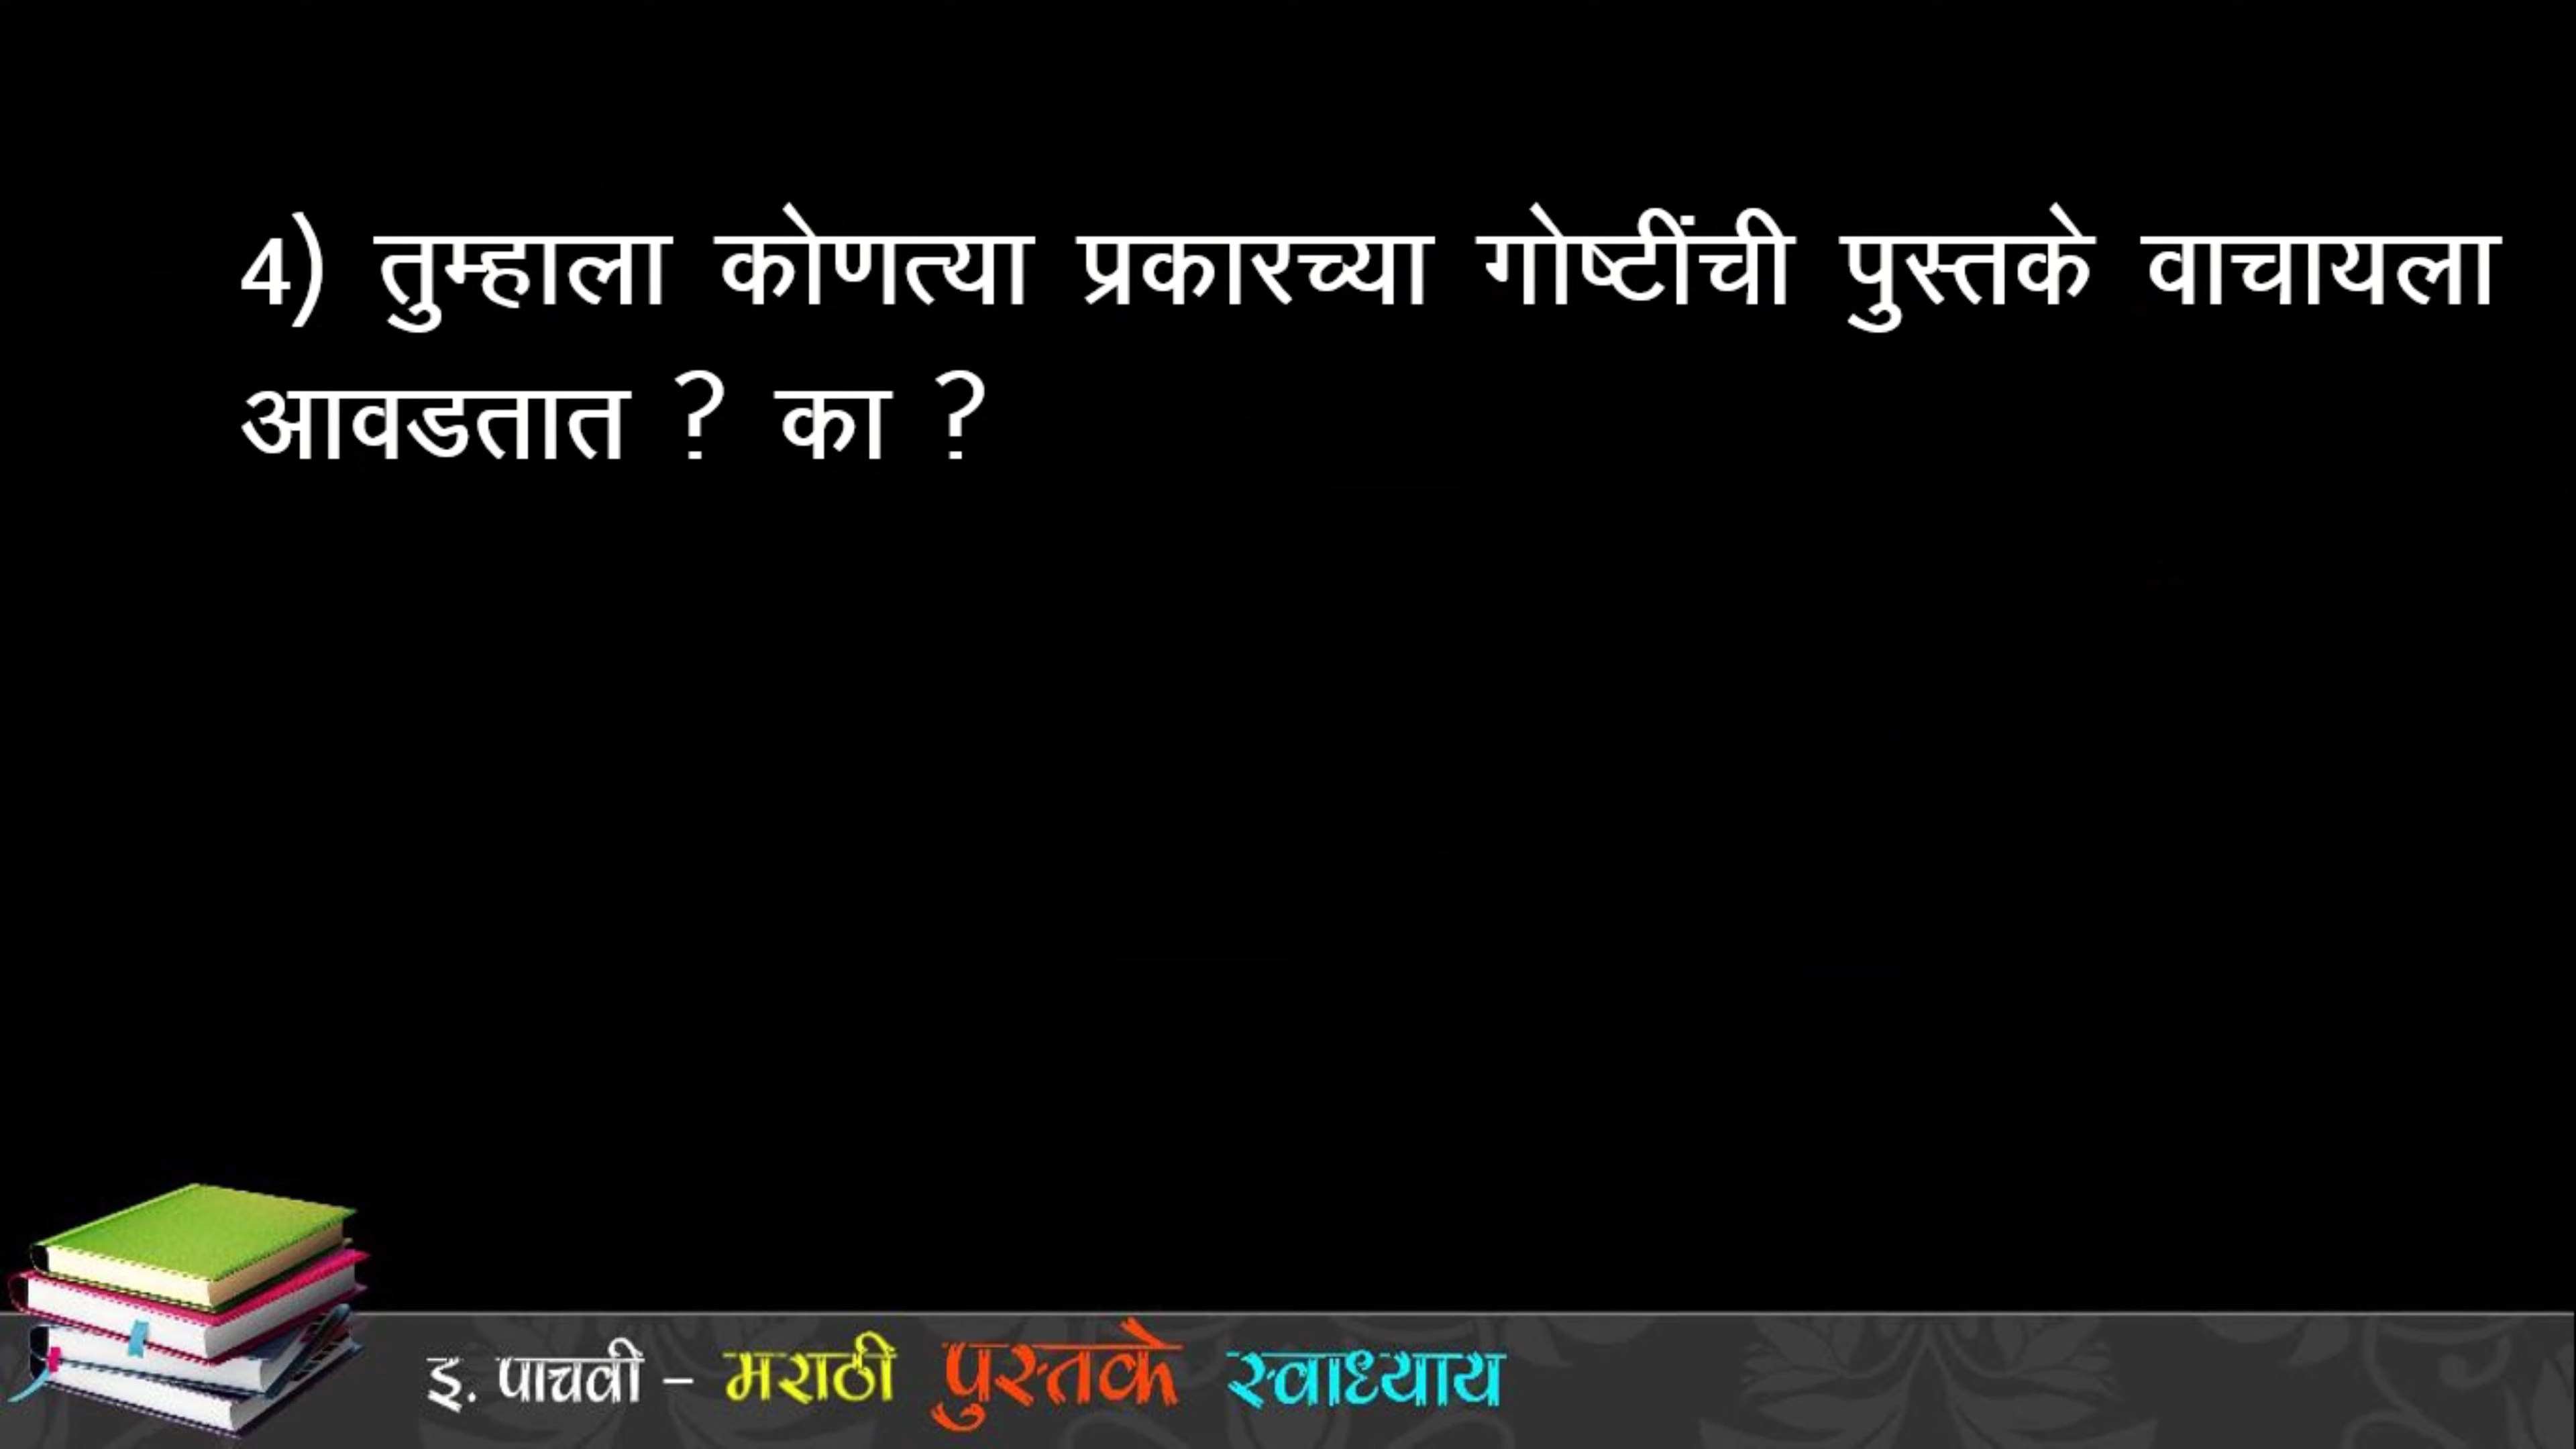 4) तुम्हाला कोणत्या प्रकारच्या गोष्टींची पुस्तके वाचायला
आवडतात ? का ?
इ. पाचवी – मराठी पुस्तके स्वाध्याय